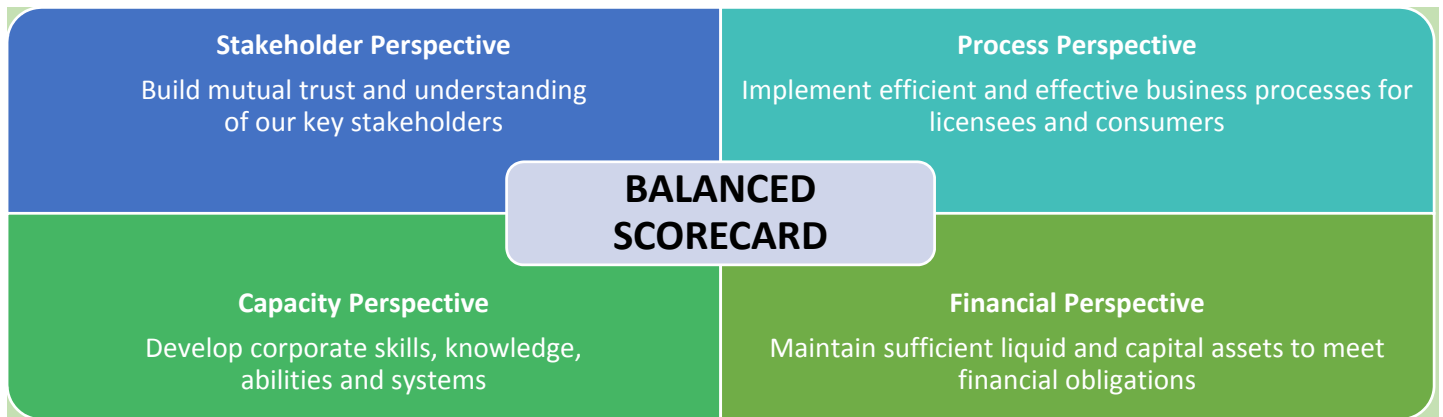 Stakeholder Perspective
Build mutual trust and understanding
of our key stakeholders
Process Perspective
Implement efficient and effective business processes for
licensees and consumers
BALANCED
SCORECARD
Capacity Perspective
Develop corporate skills, knowledge,
abilities and systems
Financial Perspective
Maintain sufficient liquid and capital assets to meet
financial obligations